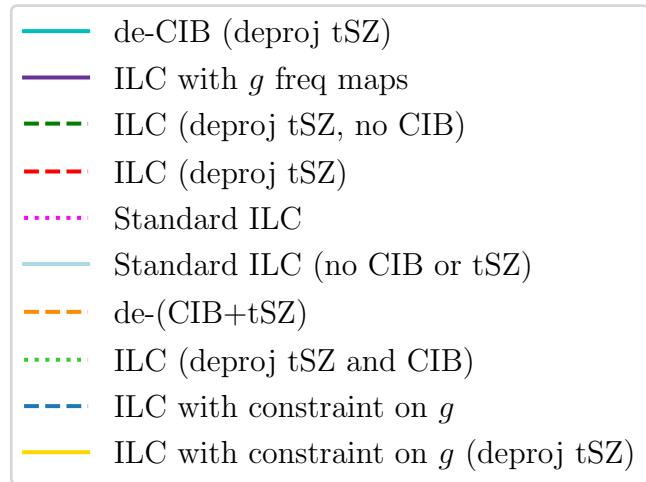 de-CIB (deproj tSZ)
ILC with g freq maps
ILC (deproj tSZ, no CIB)
ILC (deproj tSZ)
Standard ILC
Standard ILC (no CIB or tSZ)
de-(CIB+tSZ)
ILC (deproj tSZ and CIB)
ILC with constraint on g
ILC with constraint on g (deproj tSZ)